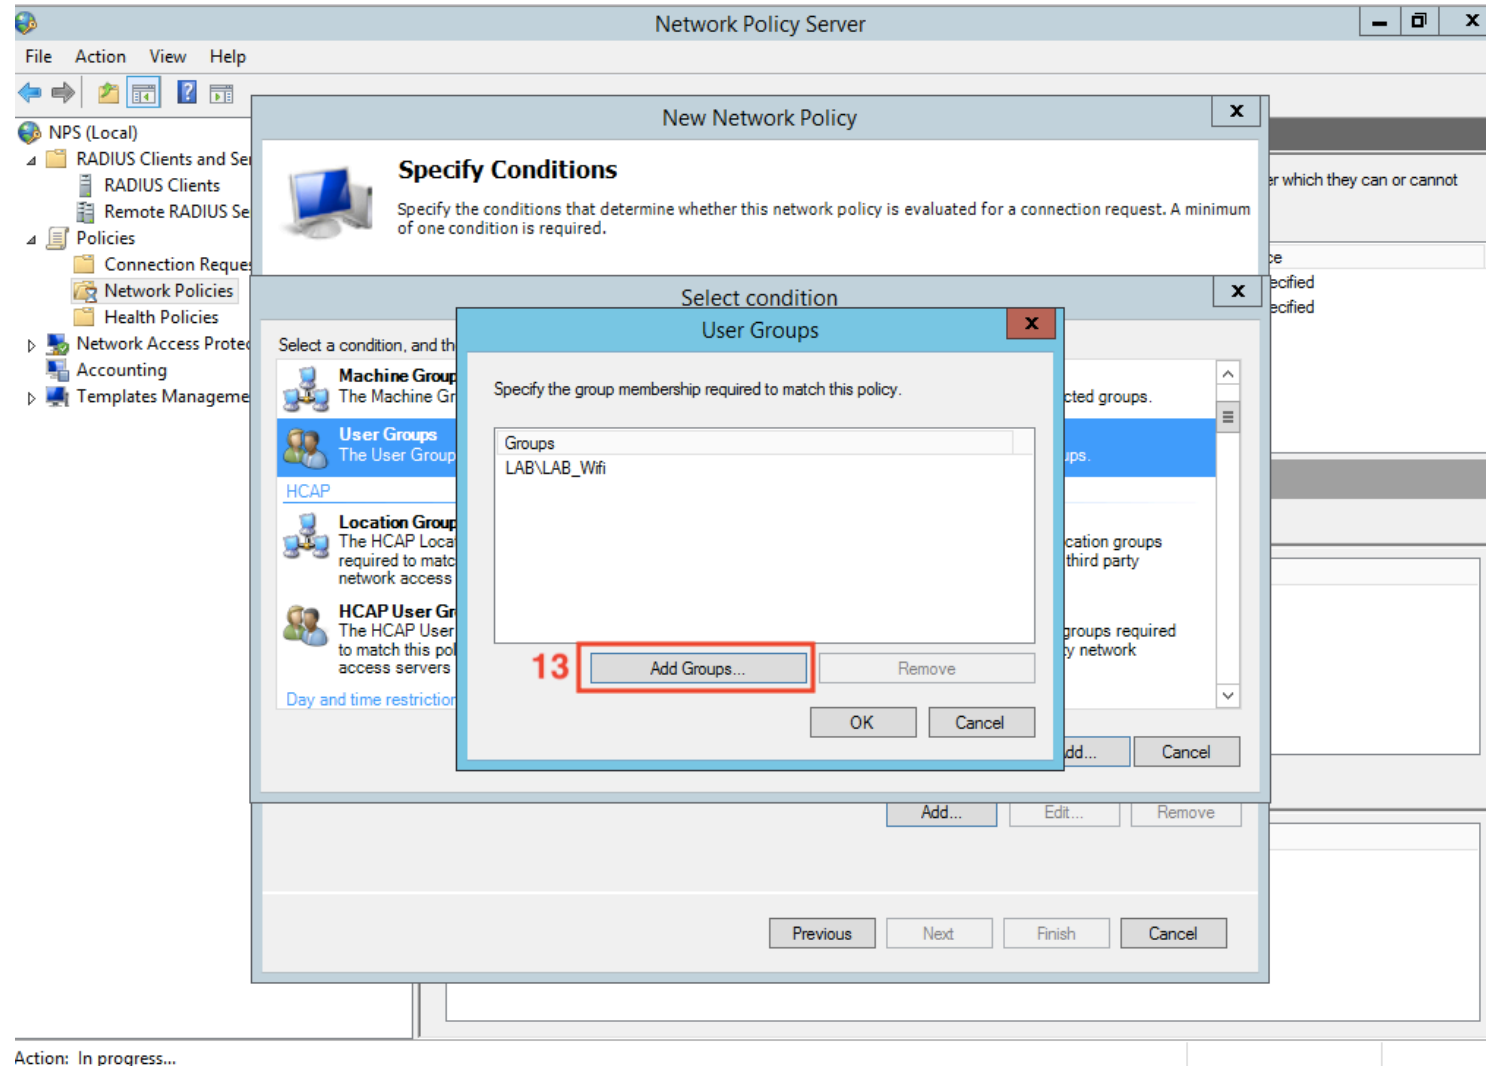 Network Policy Server
File Action View Help
NPS (Local)
RADIUS Clients and Ser
RADIUS Clients
Remote RADIUS Se
Policies
Connection Reques
Network Policies
Health Policies
Network Access Protec
Accounting
Templates Manageme
New Network Policy
x
Specify Conditions
Specify the conditions that determine whether this network policy is evaluated for a connection request. A minimum
of one condition is required.
er which they can or cannot
ce
ecified
ecified
Select condition
x
Select a condition, and th
Machine Group
The Machine Gr
cted groups.
User Groups
The User Group
ups.
HCAP
Location Group
The HCAP Locat
cation groups
required to matc
third party
network access
HCAP User Gr
The HCAP User
groups required
to match this pol
y network
access servers
Day and time restriction
User Groups
x
Specify the group membership required to match this policy.
Groups
LAB\LAB_Wifi
13
Add Groups...
Remove
OK
Cancel
dd...
Cancel
Add...
Edit...
Remove
Previous
Next
Finish
Cancel
Action: In progress...